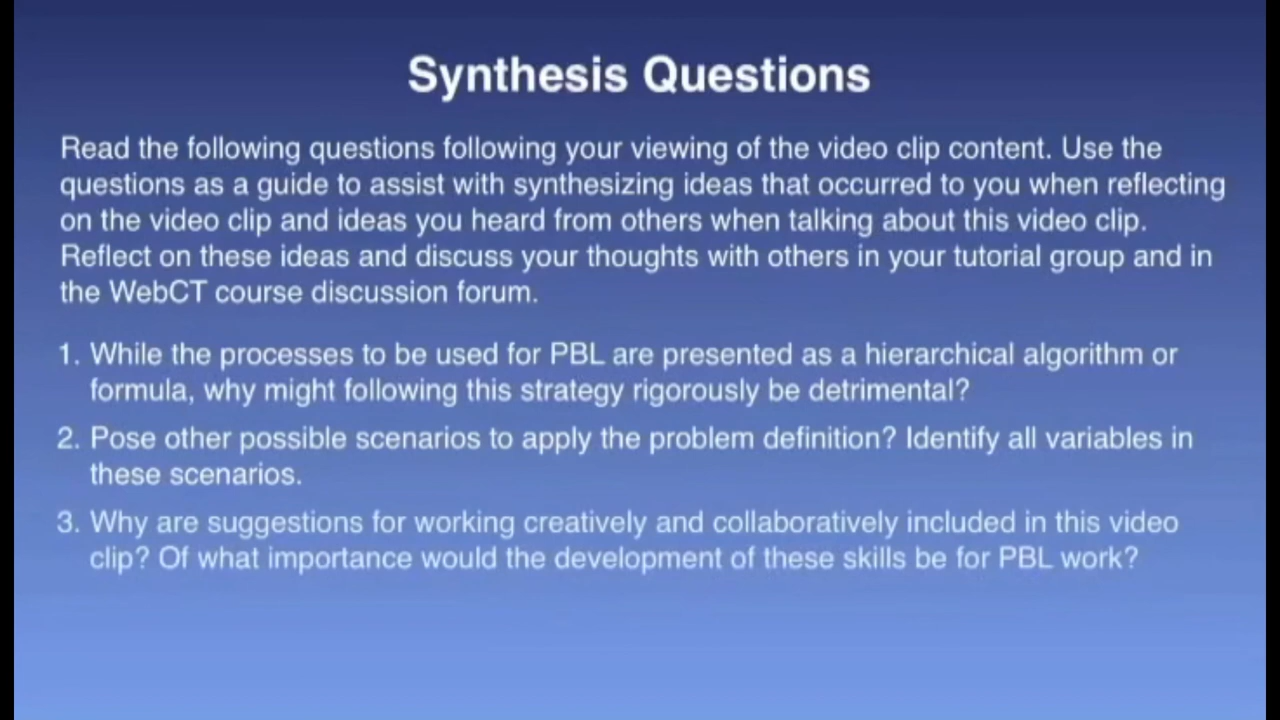 Synthesis Questions
Read the following questions following your viewing of the video clip content. Use the
questions as a guide to assist with synthesizing ideas that occurred to you when reflecting
on the video clip and ideas you heard from others when talking about this video clip.
Reflect on these ideas and discuss your thoughts with others in your tutorial group and in
the WebCT course discussion forum.
1. While the processes to be used for PBL are presented as a hierarchical algorithm or
formula, why might following this strategy rigorously be detrimental?
2. Pose other possible scenarios to apply the problem definition? Identify all variables in
these scenarios.
3. Why are suggestions for working creatively and collaboratively included in this video
clip? Of what importance would the development of these skills be for PBL work?